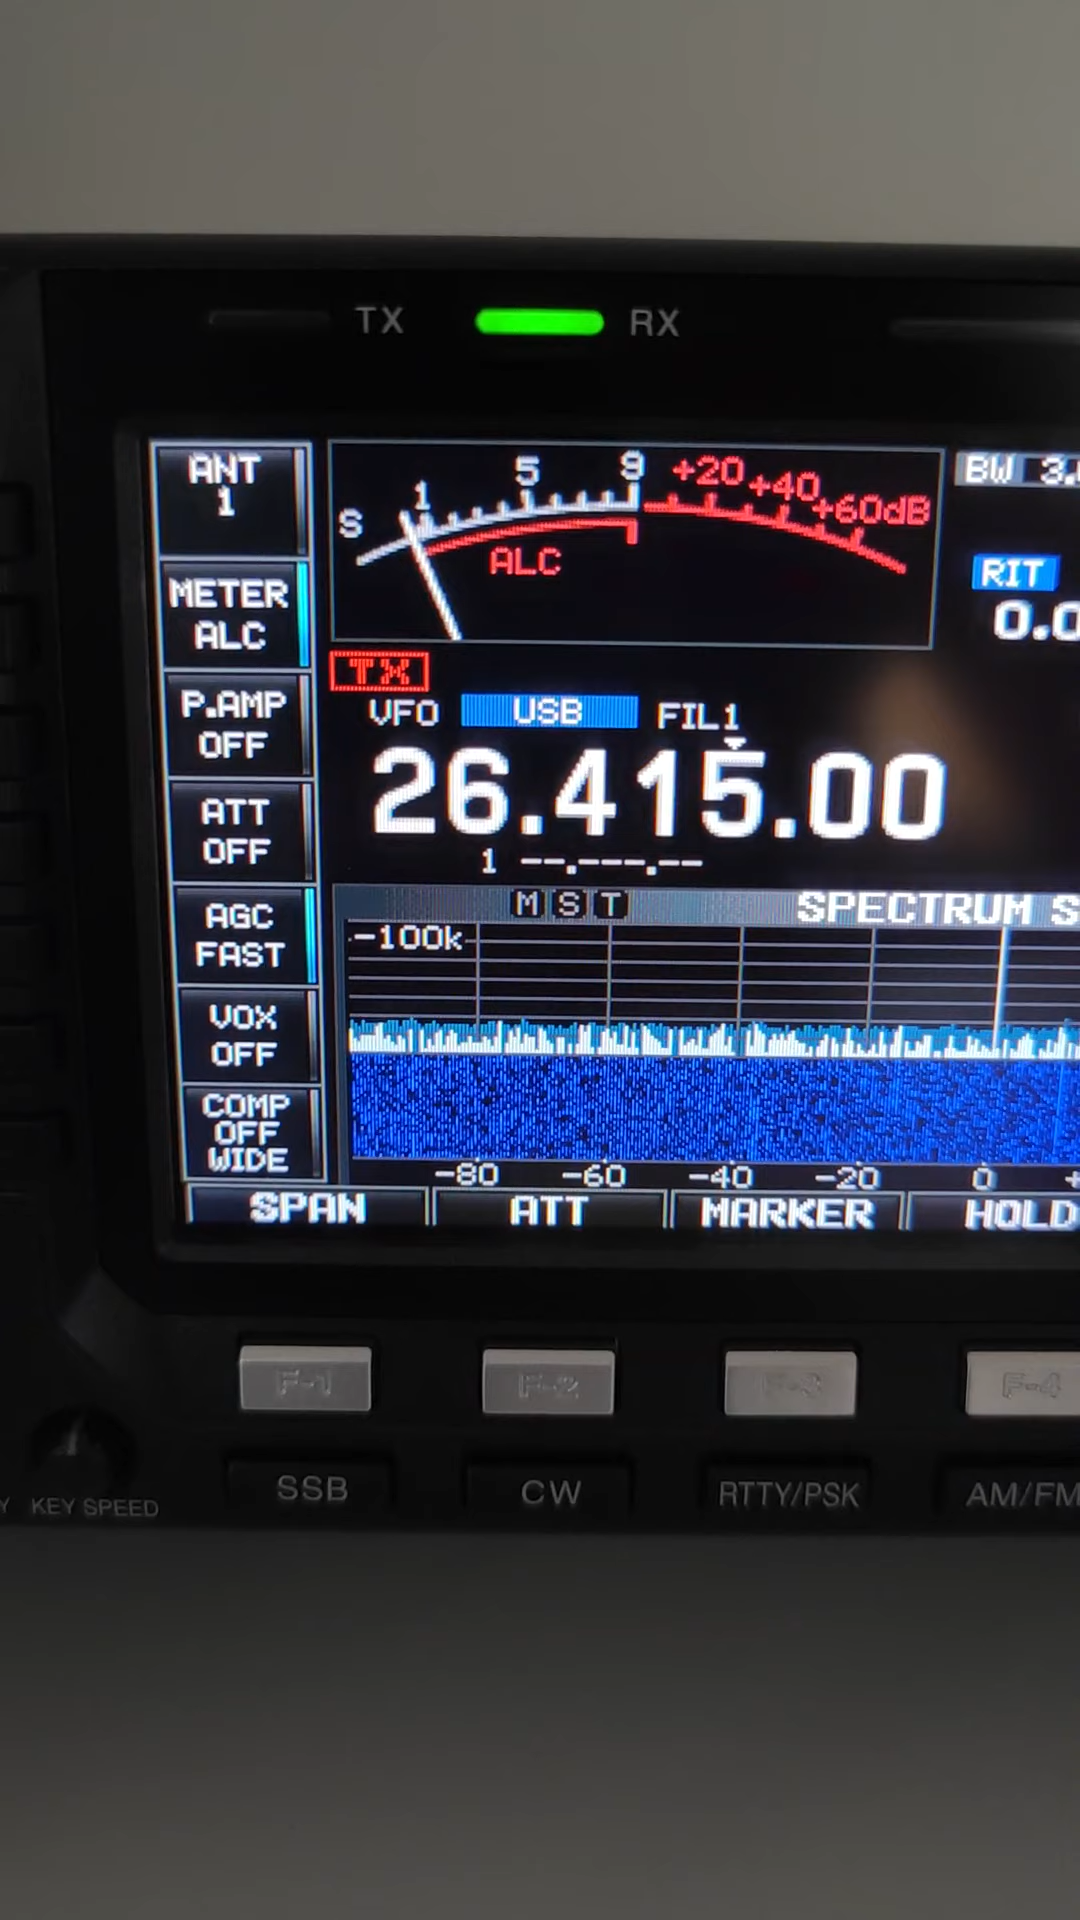 TX RX
ANT
1
METER
ALC
P.AMP
OFF
ATT
OFF
AGC
FAST
VOX
OFF
COMP
OFF
WIDE
S 1 5 9 +20 +40 +60dB
ALC
BW 3.
RIT
0.0
TX
VFO USB FIL1
26.415.00
1 --.---.--
M S T SPECTRUM S
-100k
-80 -60 -40 -20 0 +
SPAN ATT MARKER HOLD
F-1 F-2 F-3 F-4
SSB CW RTTY/PSK AM/FM
Y KEY SPEED